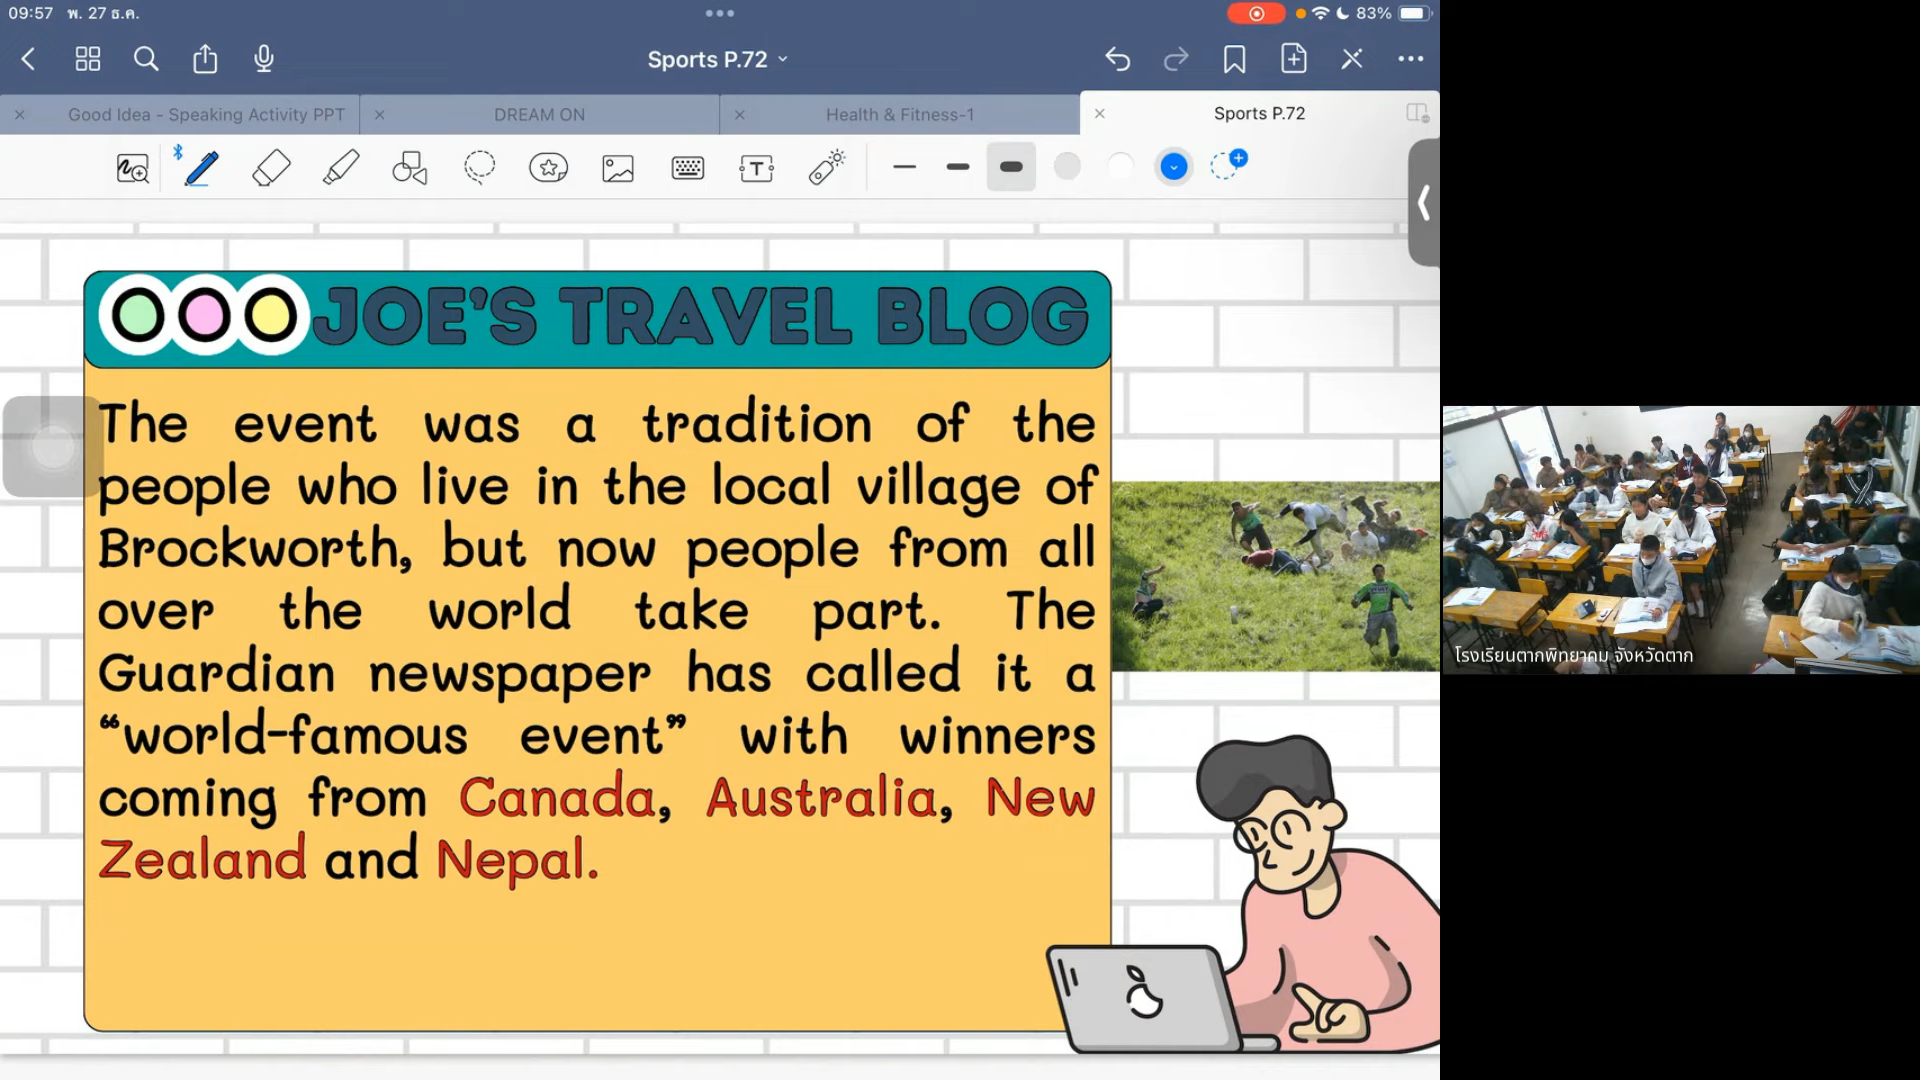 09:57 พ. 27 ธ.ค.
83%
Sports P.72
Good Idea - Speaking Activity PPT
DREAM ON
Health & Fitness-1
Sports P.72
JOE'S TRAVEL BLOG
The event was a tradition of the
people who live in the local village of
Brockworth, but now people from all
over the world take part. The
Guardian newspaper has called it a
“world-famous event” with winners
coming from Canada, Australia, New
Zealand and Nepal.
โรงเรียนตากพิทยาคม จังหวัดตาก